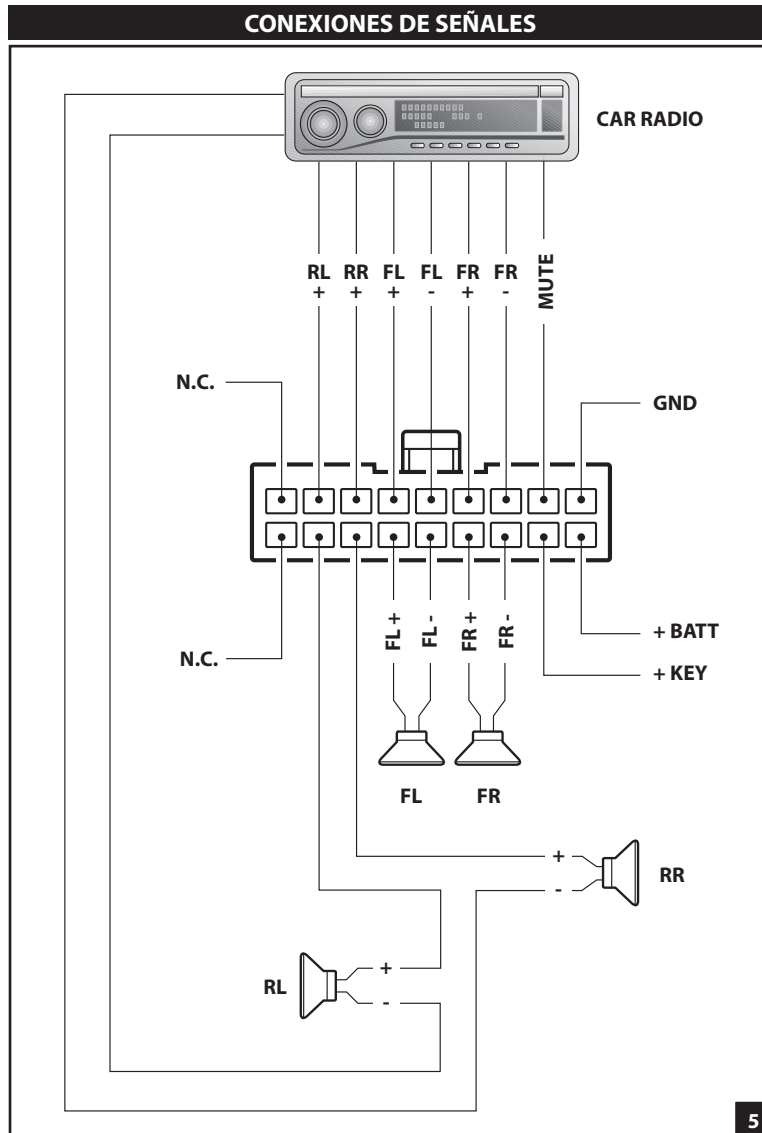 CONEXIONES DE SEÑALES
CAR RADIO
RL RR FL FL FR FR
+ + + - + -
MUTE
N.C.
GND
FL +
FL -
FR +
FR -
+ BATT
N.C.
+ KEY
FL FR
+
RR
-
+
RL
-
5